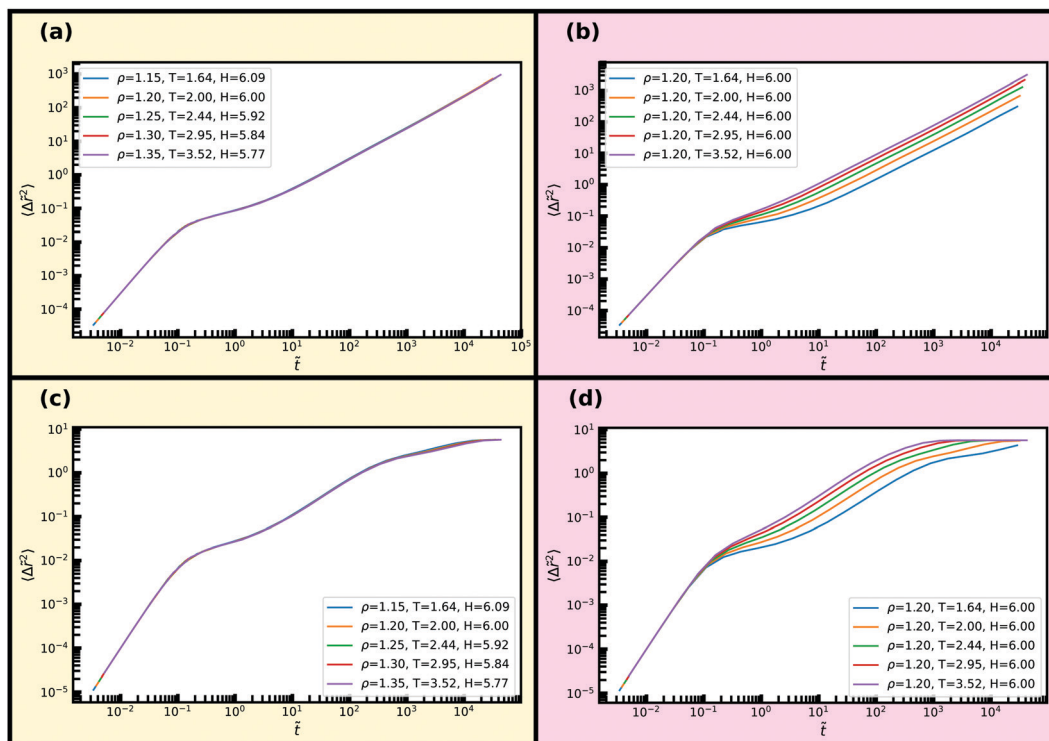 (a)
ρ=1.15, T=1.64, H=6.09
ρ=1.20, T=2.00, H=6.00
ρ=1.25, T=2.44, H=5.92
ρ=1.30, T=2.95, H=5.84
ρ=1.35, T=3.52, H=5.77
10³
10²
10¹
10⁰
10⁻¹
10⁻²
10⁻³
10⁻⁴
⟨Δr̃²⟩
10⁻² 10⁻¹ 10⁰ 10¹ 10² 10³ 10⁴ 10⁵
t̃
(b)
ρ=1.20, T=1.64, H=6.00
ρ=1.20, T=2.00, H=6.00
ρ=1.20, T=2.44, H=6.00
ρ=1.20, T=2.95, H=6.00
ρ=1.20, T=3.52, H=6.00
10³
10²
10¹
10⁰
10⁻¹
10⁻²
10⁻³
10⁻⁴
⟨Δr̃²⟩
10⁻² 10⁻¹ 10⁰ 10¹ 10² 10³ 10⁴
t̃
(c)
10¹
10⁰
10⁻¹
10⁻²
10⁻³
10⁻⁴
10⁻⁵
⟨Δr̃²⟩
ρ=1.15, T=1.64, H=6.09
ρ=1.20, T=2.00, H=6.00
ρ=1.25, T=2.44, H=5.92
ρ=1.30, T=2.95, H=5.84
ρ=1.35, T=3.52, H=5.77
10⁻² 10⁻¹ 10⁰ 10¹ 10² 10³ 10⁴
t̃
(d)
10¹
10⁰
10⁻¹
10⁻²
10⁻³
10⁻⁴
10⁻⁵
⟨Δr̃²⟩
ρ=1.20, T=1.64, H=6.00
ρ=1.20, T=2.00, H=6.00
ρ=1.20, T=2.44, H=6.00
ρ=1.20, T=2.95, H=6.00
ρ=1.20, T=3.52, H=6.00
10⁻² 10⁻¹ 10⁰ 10¹ 10² 10³ 10⁴
t̃